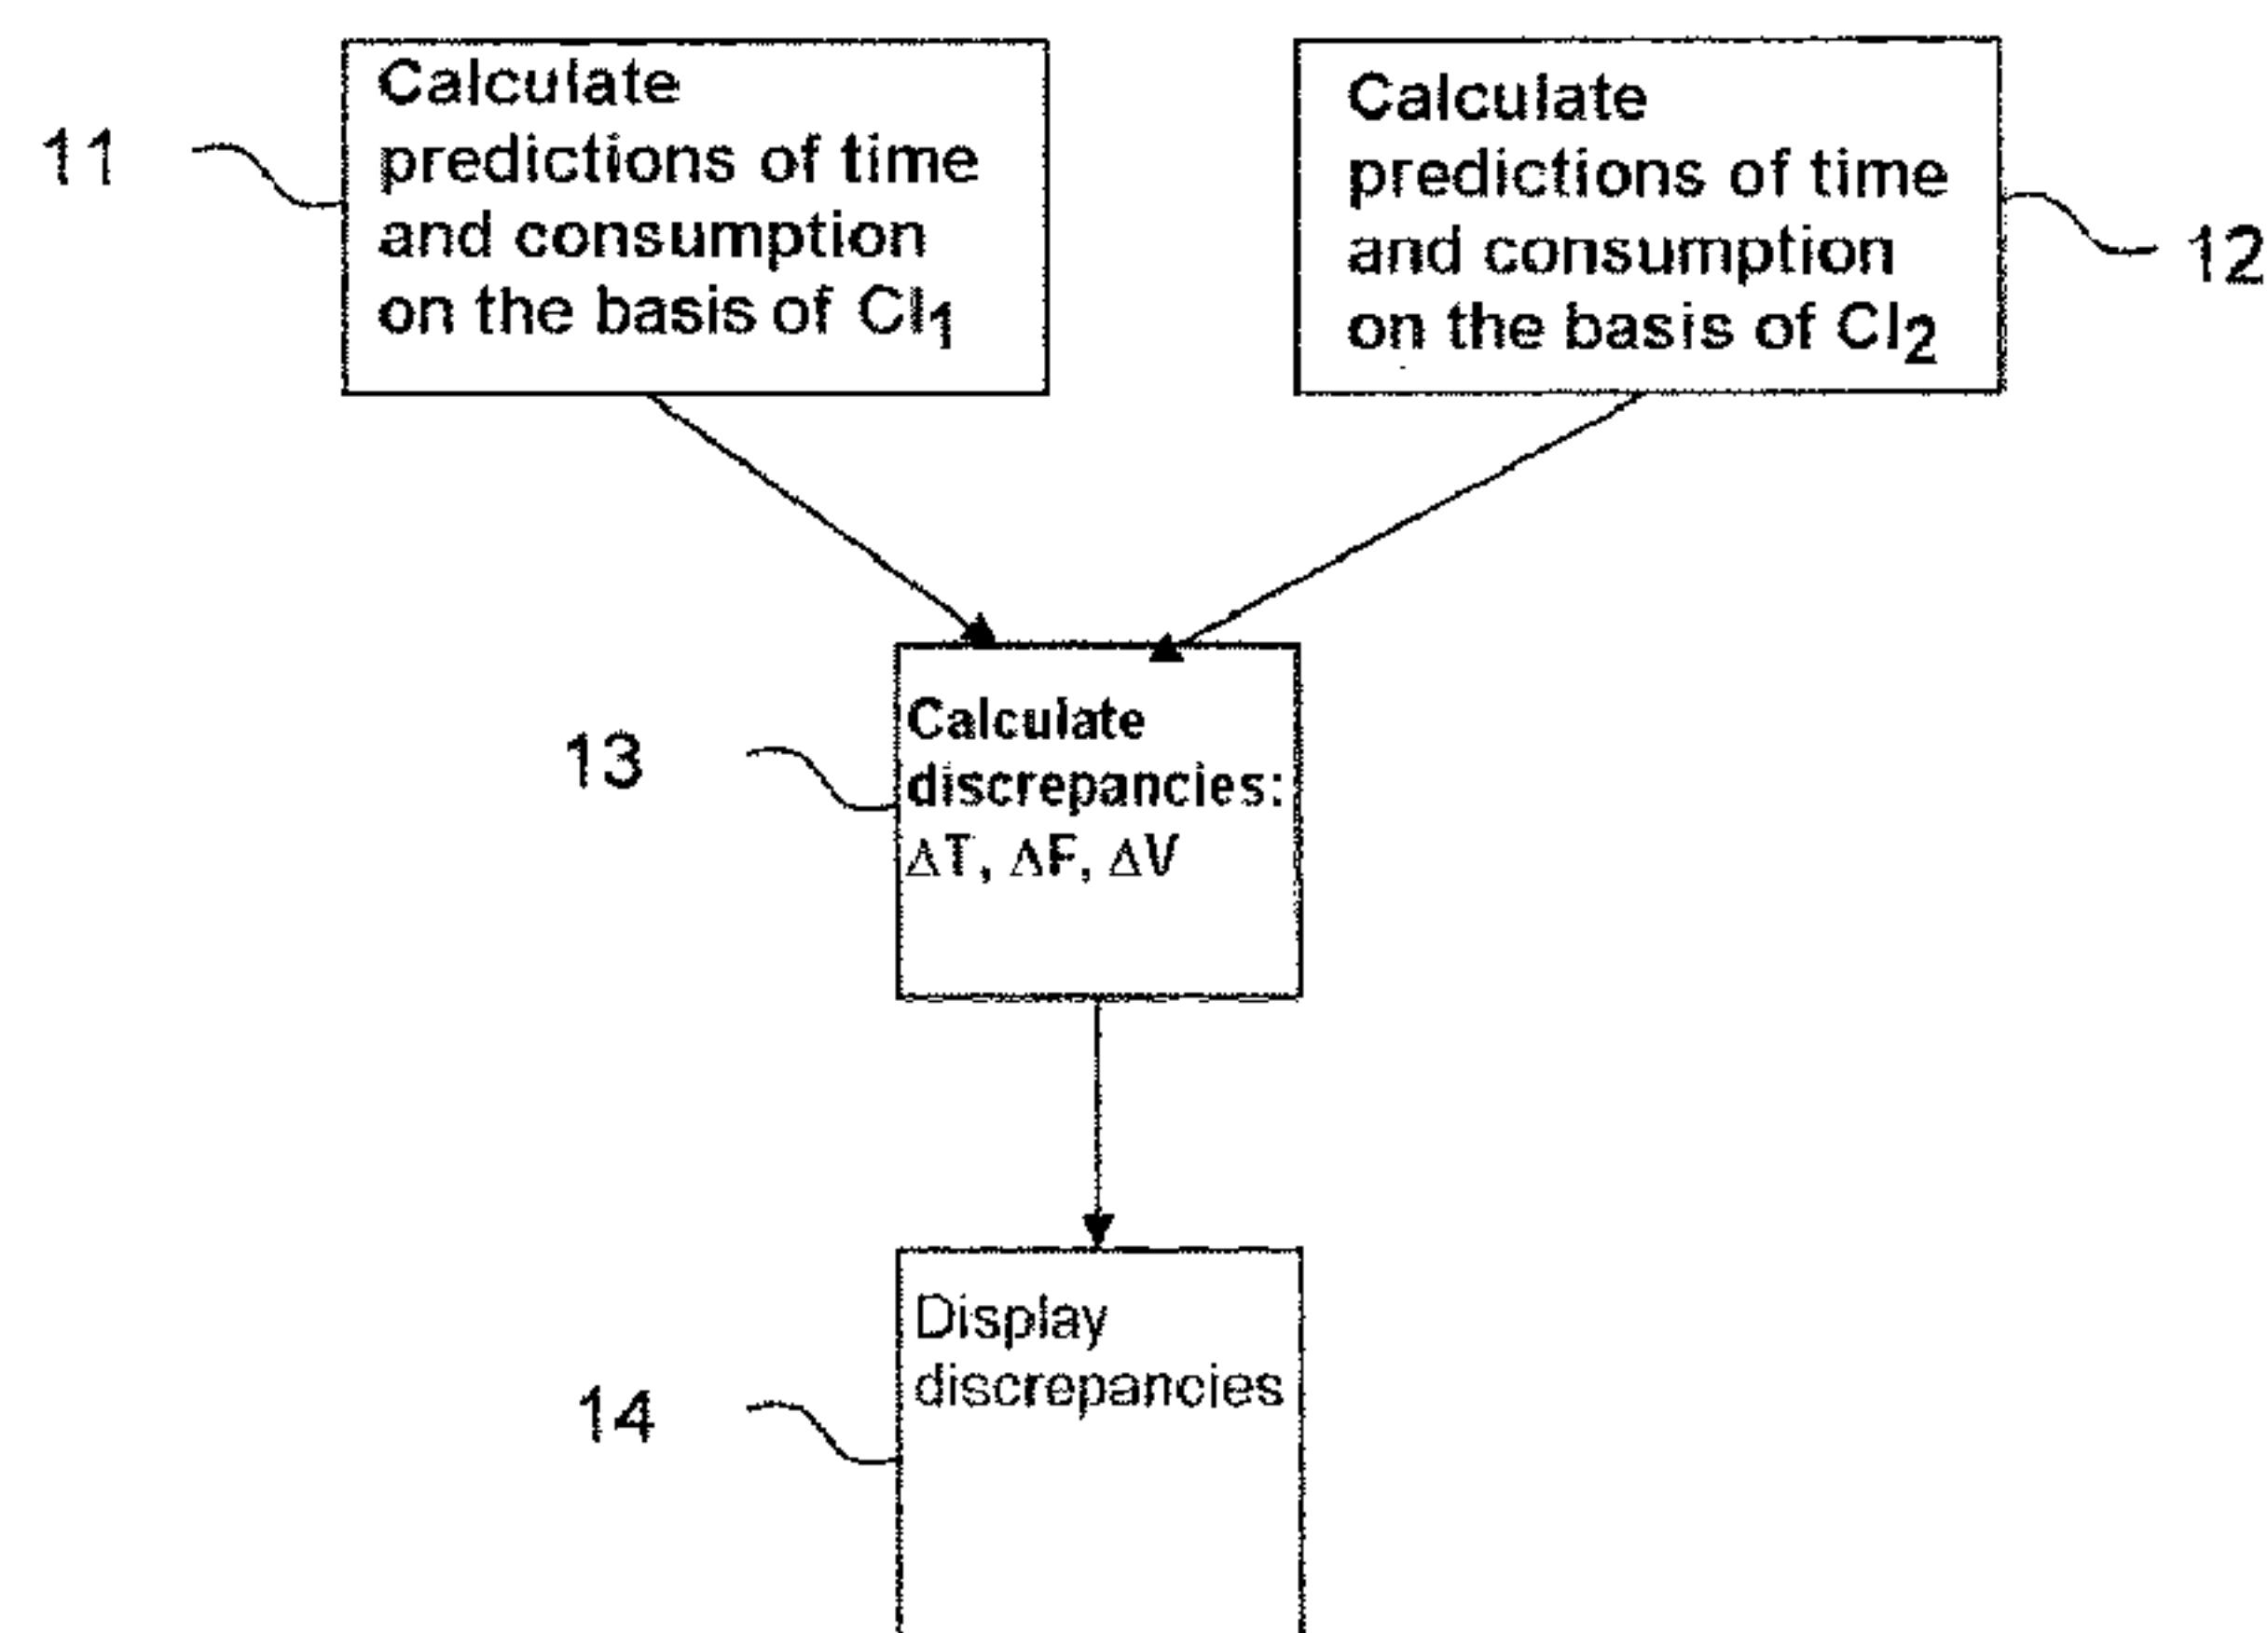 11
Calculate
predictions of time
and consumption
on the basis of CI₁
Calculate
predictions of time
and consumption
on the basis of CI₂
12
13
Calculate
discrepancies:
ΔT, ΔF, ΔV
14
Display
discrepancies